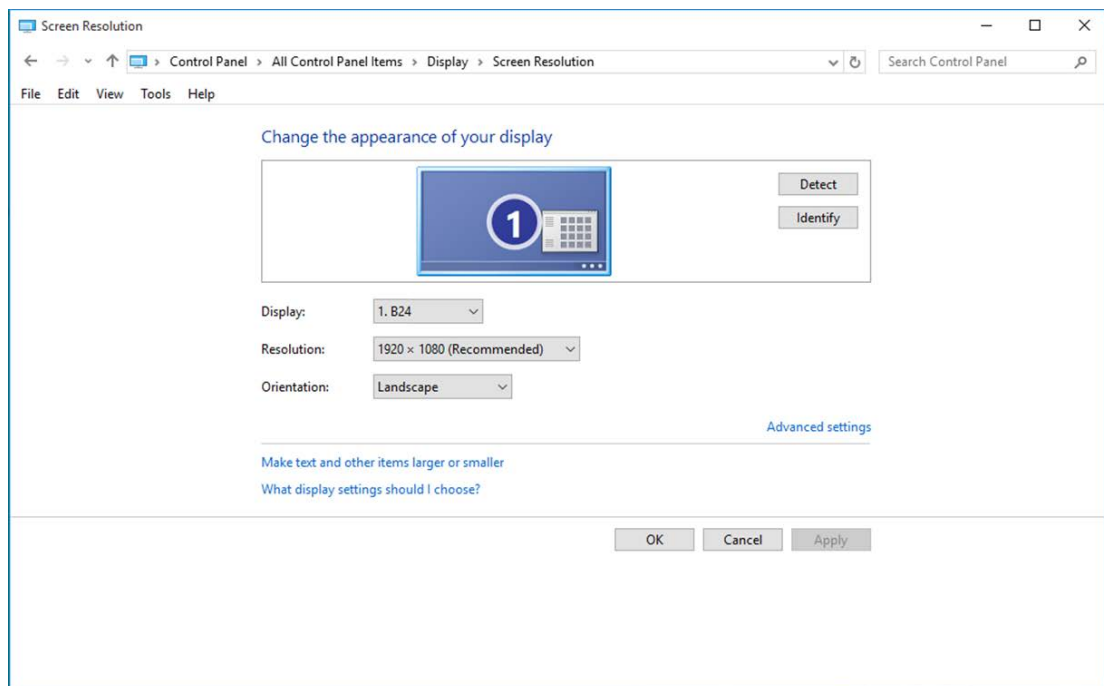 Screen Resolution
Control Panel > All Control Panel Items > Display > Screen Resolution
Search Control Panel
File Edit View Tools Help
Change the appearance of your display
1
Detect
Identify
Display: 1. B24
Resolution: 1920 × 1080 (Recommended)
Orientation: Landscape
Advanced settings
Make text and other items larger or smaller
What display settings should I choose?
OK Cancel Apply